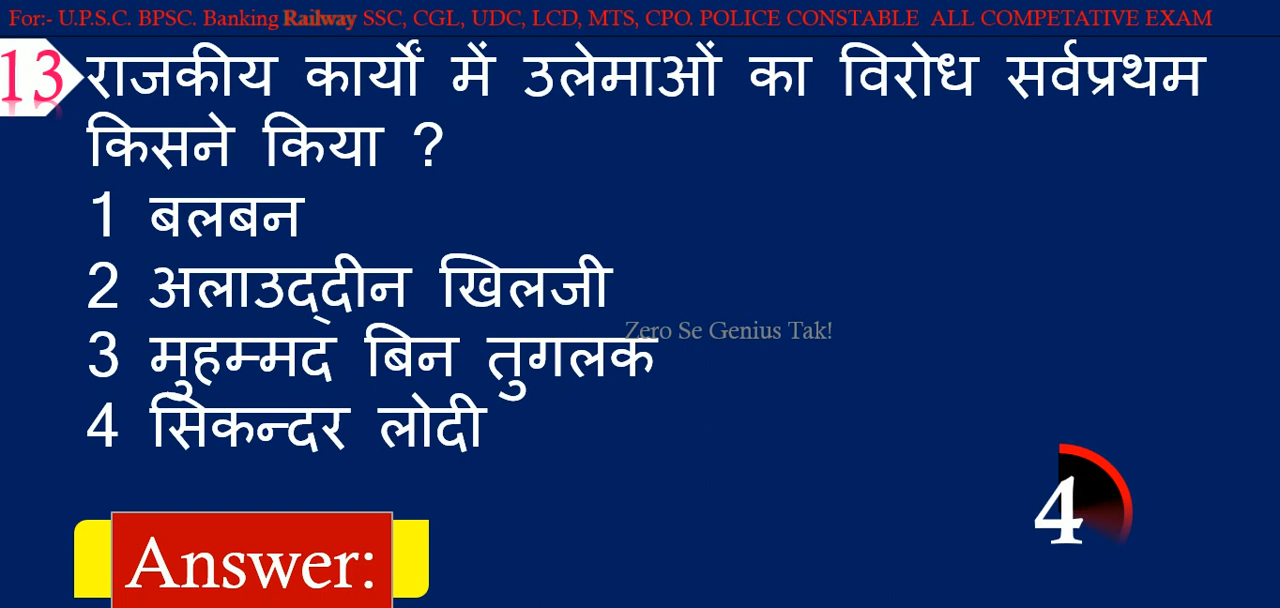 For:- U.P.S.C. BPSC. Banking Railway SSC, CGL, UDC, LCD, MTS, CPO. POLICE CONSTABLE ALL COMPETATIVE EXAM
13 राजकीय कार्यों में उलेमाओं का विरोध सर्वप्रथम
किसने किया ?
1 बलबन
2 अलाउद्दीन खिलजी
Zero Se Genius Tak!
3 मुहम्मद बिन तुगलक
4 सिकन्दर लोदी
4
Answer: